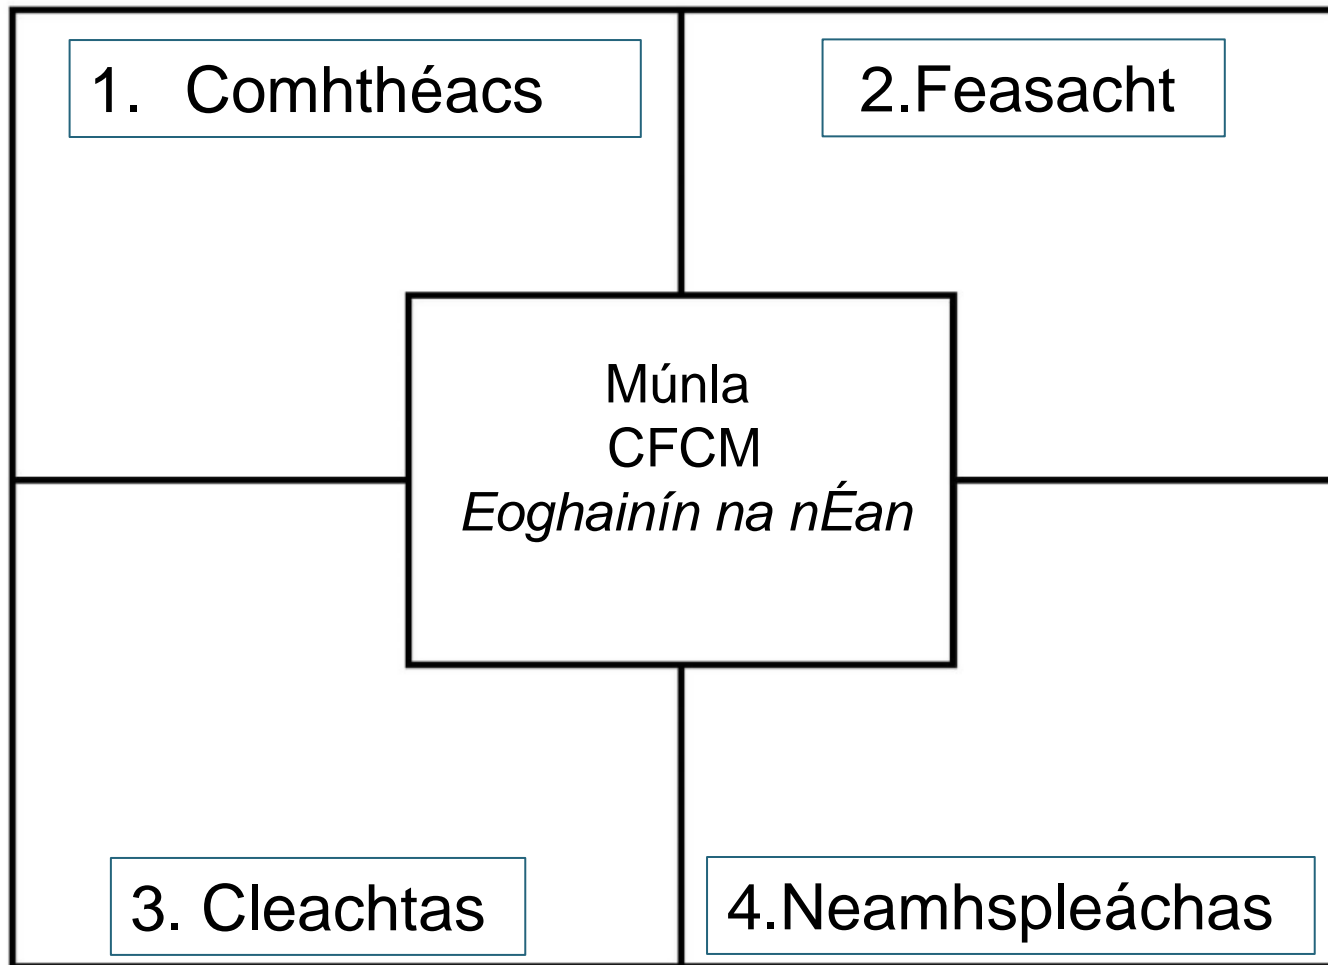 1. Comhthéacs
2.Feasacht
Múnla
CFCM
Eoghainín na nÉan
3. Cleachtas
4.Neamhspleáchas